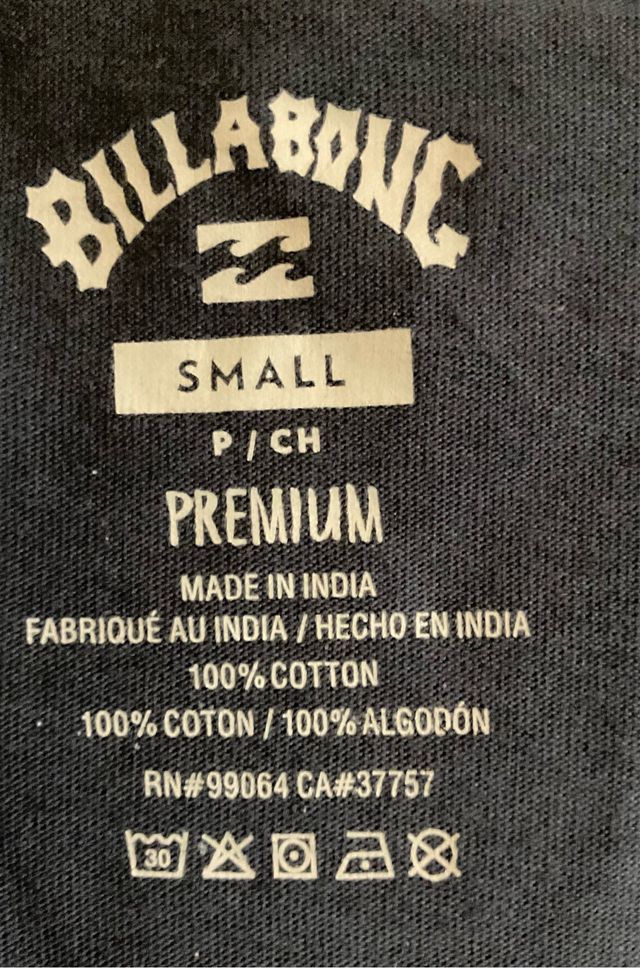 BILLABONG
SMALL
P / CH
PREMIUM
MADE IN INDIA
FABRIQUÉ AU INDIA / HECHO EN INDIA
100% COTTON
100% COTON / 100% ALGODÓN
RN#99064 CA#37757
30